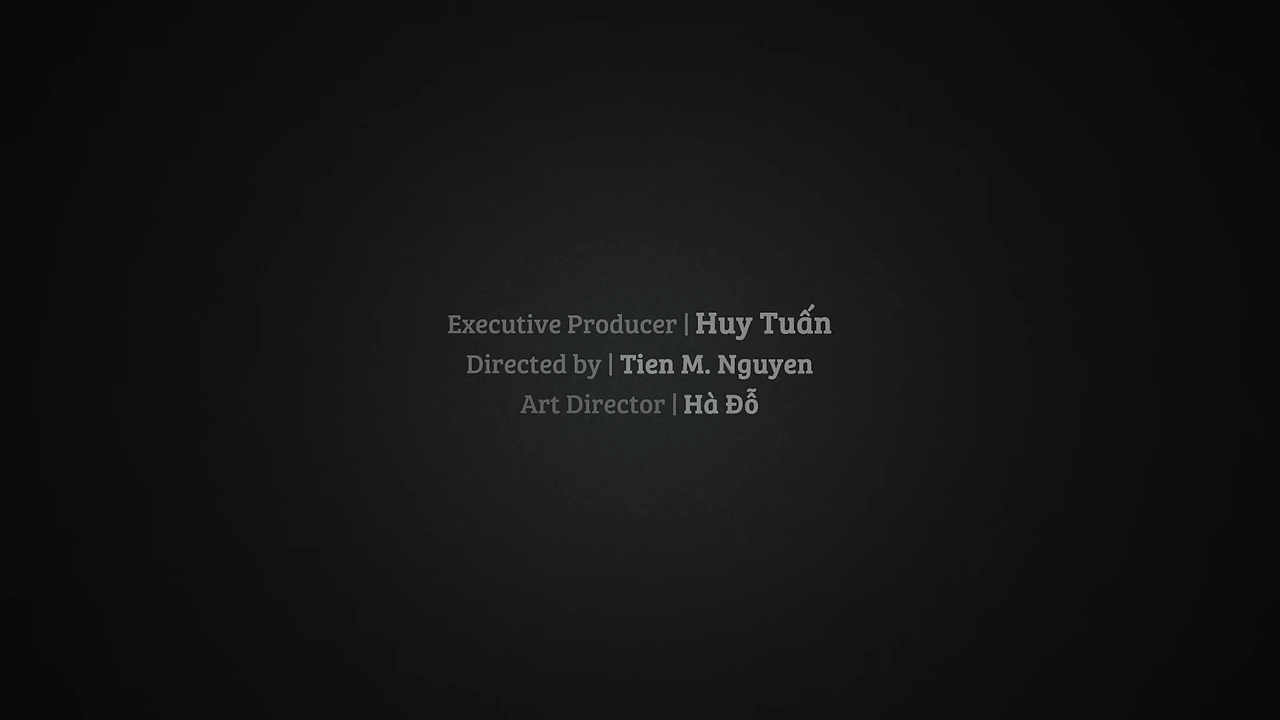 Executive Producer | Huy Tuấn
Directed by | Tien M. Nguyen
Art Director | Hà Đỗ